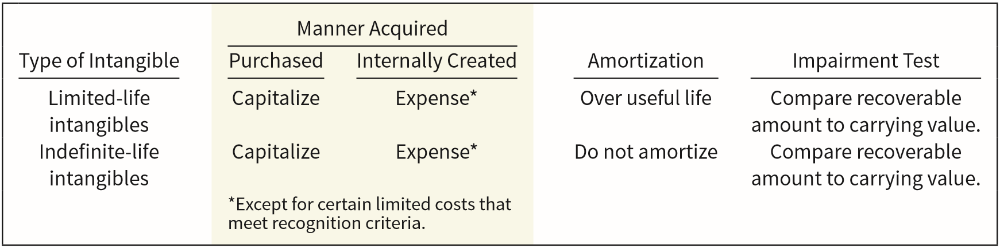 Manner Acquired
Type of Intangible Purchased Internally Created Amortization Impairment Test
Limited-life Capitalize Expense* Over useful life Compare recoverable
intangibles amount to carrying value.
Indefinite-life Capitalize Expense* Do not amortize Compare recoverable
intangibles amount to carrying value.
*Except for certain limited costs that
meet recognition criteria.